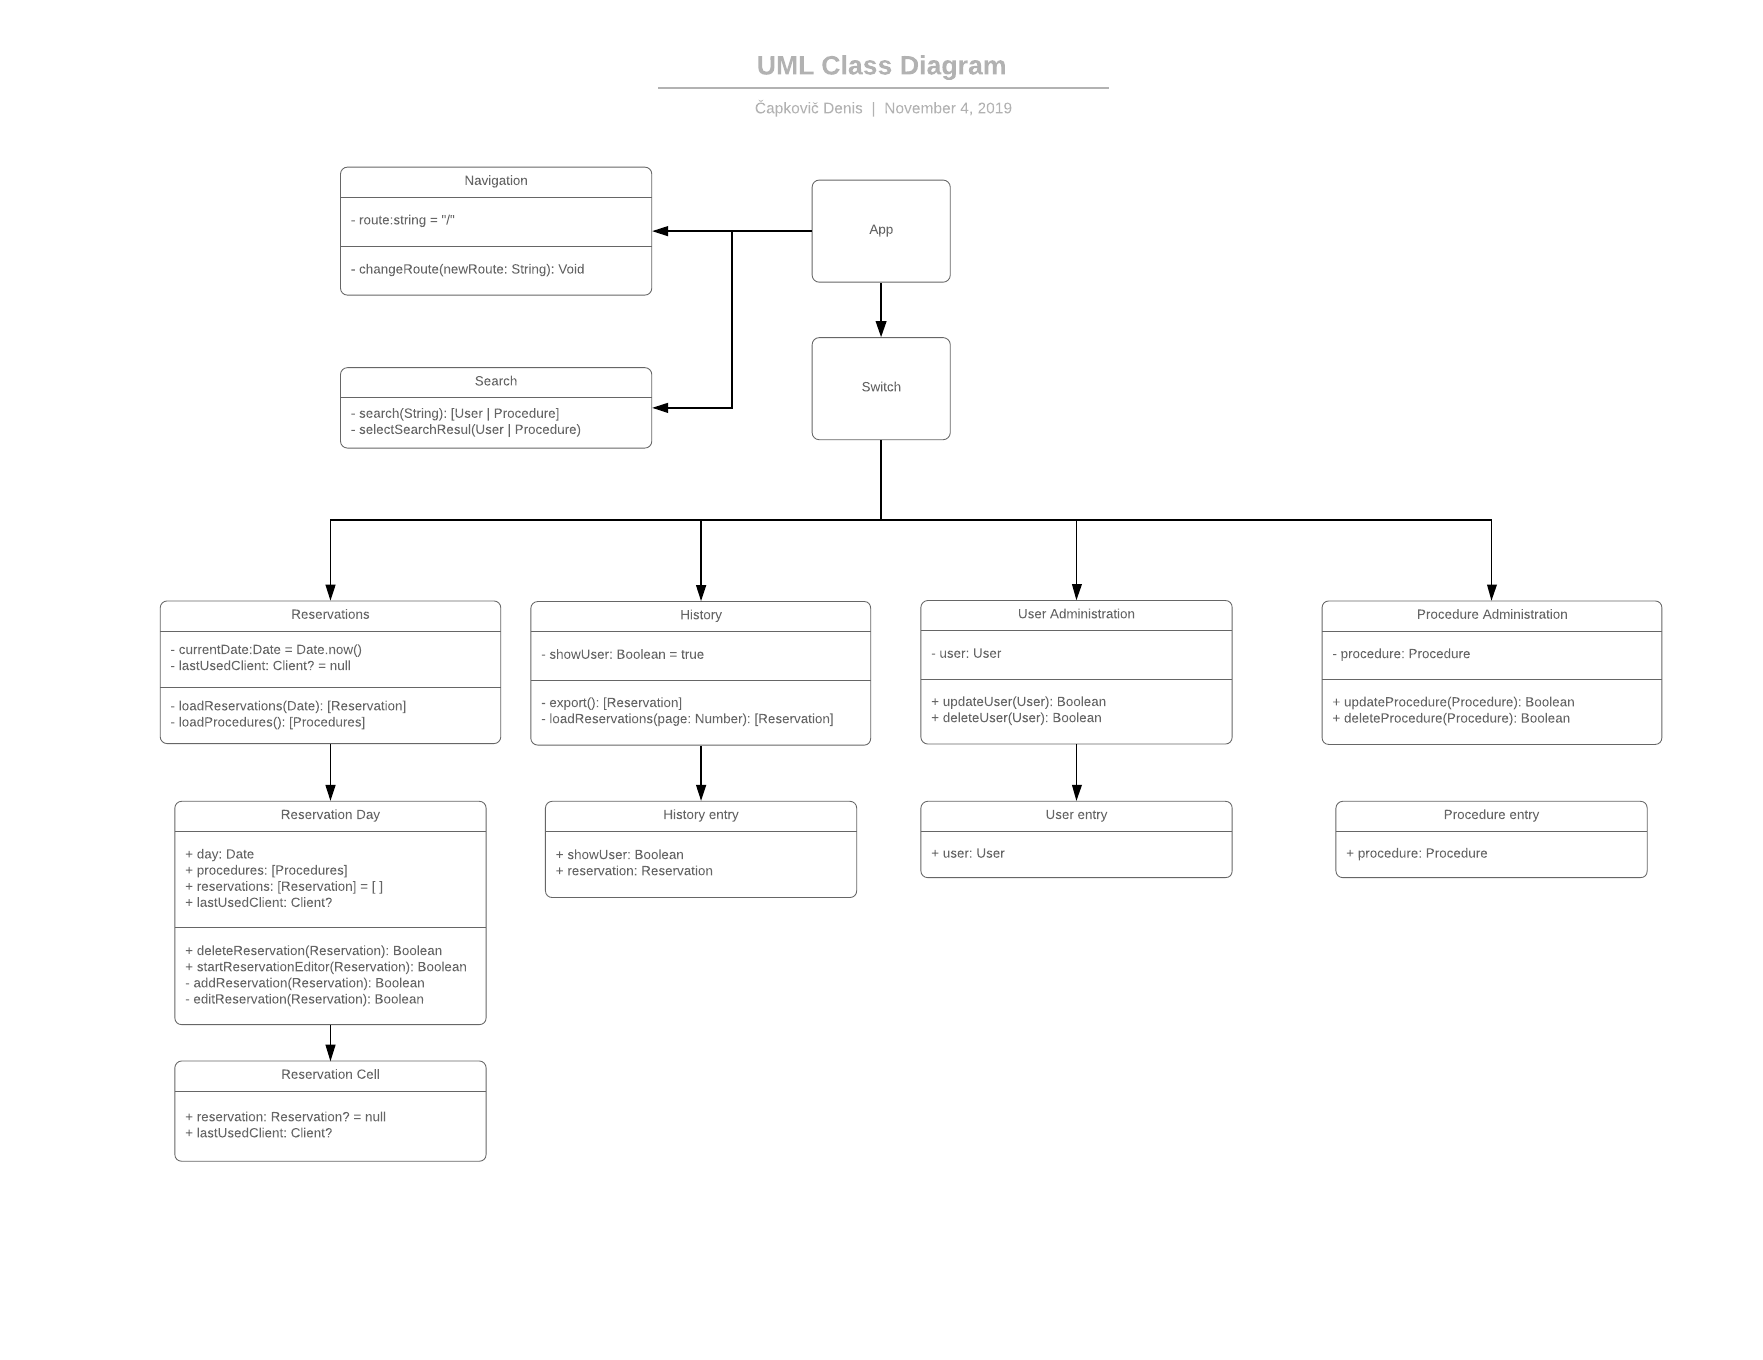 UML Class Diagram
Čapkovič Denis | November 4, 2019
Navigation
- route:string = "/"
- changeRoute(newRoute: String): Void
App
Search
- search(String): [User | Procedure]
- selectSearchResul(User | Procedure)
Switch
Reservations
- currentDate:Date = Date.now()
- lastUsedClient: Client? = null
- loadReservations(Date): [Reservation]
- loadProcedures(): [Procedures]
History
- showUser: Boolean = true
- export(): [Reservation]
- loadReservations(page: Number): [Reservation]
User Administration
- user: User
+ updateUser(User): Boolean
+ deleteUser(User): Boolean
Procedure Administration
- procedure: Procedure
+ updateProcedure(Procedure): Boolean
+ deleteProcedure(Procedure): Boolean
Reservation Day
+ day: Date
+ procedures: [Procedures]
+ reservations: [Reservation] = [ ]
+ lastUsedClient: Client?
+ deleteReservation(Reservation): Boolean
+ startReservationEditor(Reservation): Boolean
- addReservation(Reservation): Boolean
- editReservation(Reservation): Boolean
History entry
+ showUser: Boolean
+ reservation: Reservation
User entry
+ user: User
Procedure entry
+ procedure: Procedure
Reservation Cell
+ reservation: Reservation? = null
+ lastUsedClient: Client?